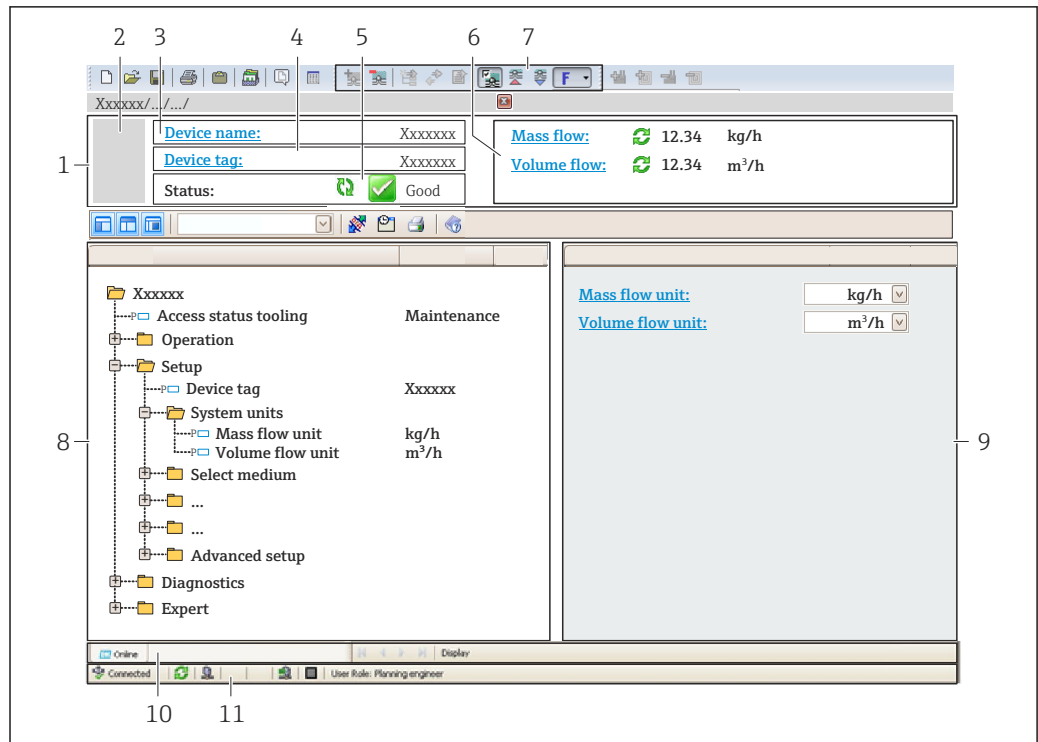 2 3 4 5 6 7
F
Xxxxxx/.../.../
1
Device name: Xxxxxxx
Device tag: Xxxxxxx
Status: Good
Mass flow: 12.34 kg/h
Volume flow: 12.34 m³/h
Xxxxxx
P Access status tooling Maintenance
Operation
Setup
P Device tag Xxxxxx
System units
P Mass flow unit kg/h
P Volume flow unit m³/h
Select medium
...
...
Advanced setup
Diagnostics
Expert
8
Mass flow unit: kg/h
Volume flow unit: m³/h
9
Online Display
Connected User Role: Planning engineer
10 11